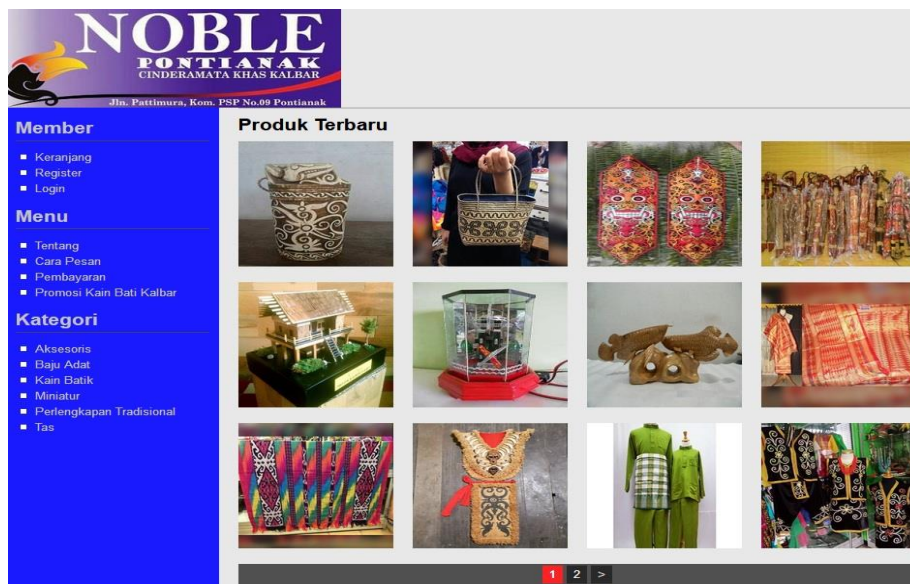 NOBLE
PONTIANAK
CINDERAMATA KHAS KALBAR
Jln. Pattimura, Kom. PSP No.09 Pontianak
Member
Keranjang
Register
Login
Menu
Tentang
Cara Pesan
Pembayaran
Promosi Kain Bati Kalbar
Kategori
Aksesoris
Baju Adat
Kain Batik
Miniatur
Perlengkapan Tradisional
Tas
Produk Terbaru
1 2 >